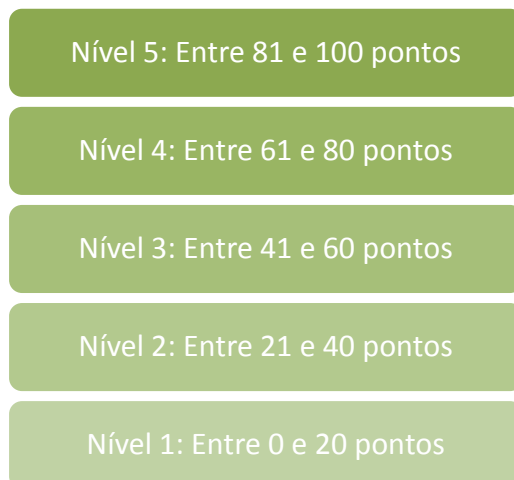 Nível 5: Entre 81 e 100 pontos
Nível 4: Entre 61 e 80 pontos
Nível 3: Entre 41 e 60 pontos
Nível 2: Entre 21 e 40 pontos
Nível 1: Entre 0 e 20 pontos